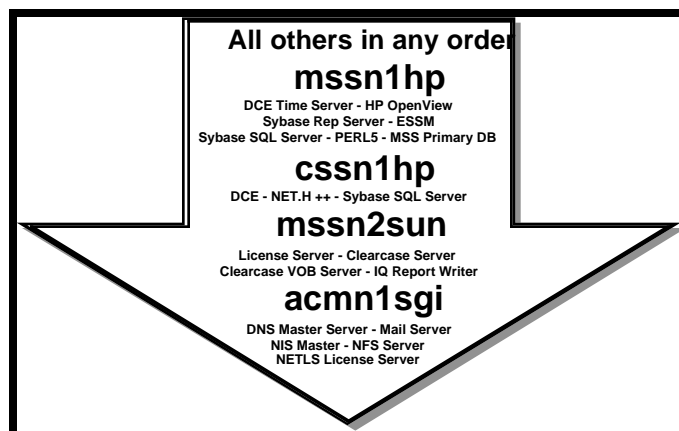 All others in any order
mssn1hp
DCE Time Server - HP OpenView
Sybase Rep Server - ESSM
Sybase SQL Server - PERL5 - MSS Primary DB
cssn1hp
DCE - NET.H ++ - Sybase SQL Server
mssn2sun
License Server - Clearcase Server
Clearcase VOB Server - IQ Report Writer
acmn1sgi
DNS Master Server - Mail Server
NIS Master - NFS Server
NETLS License Server